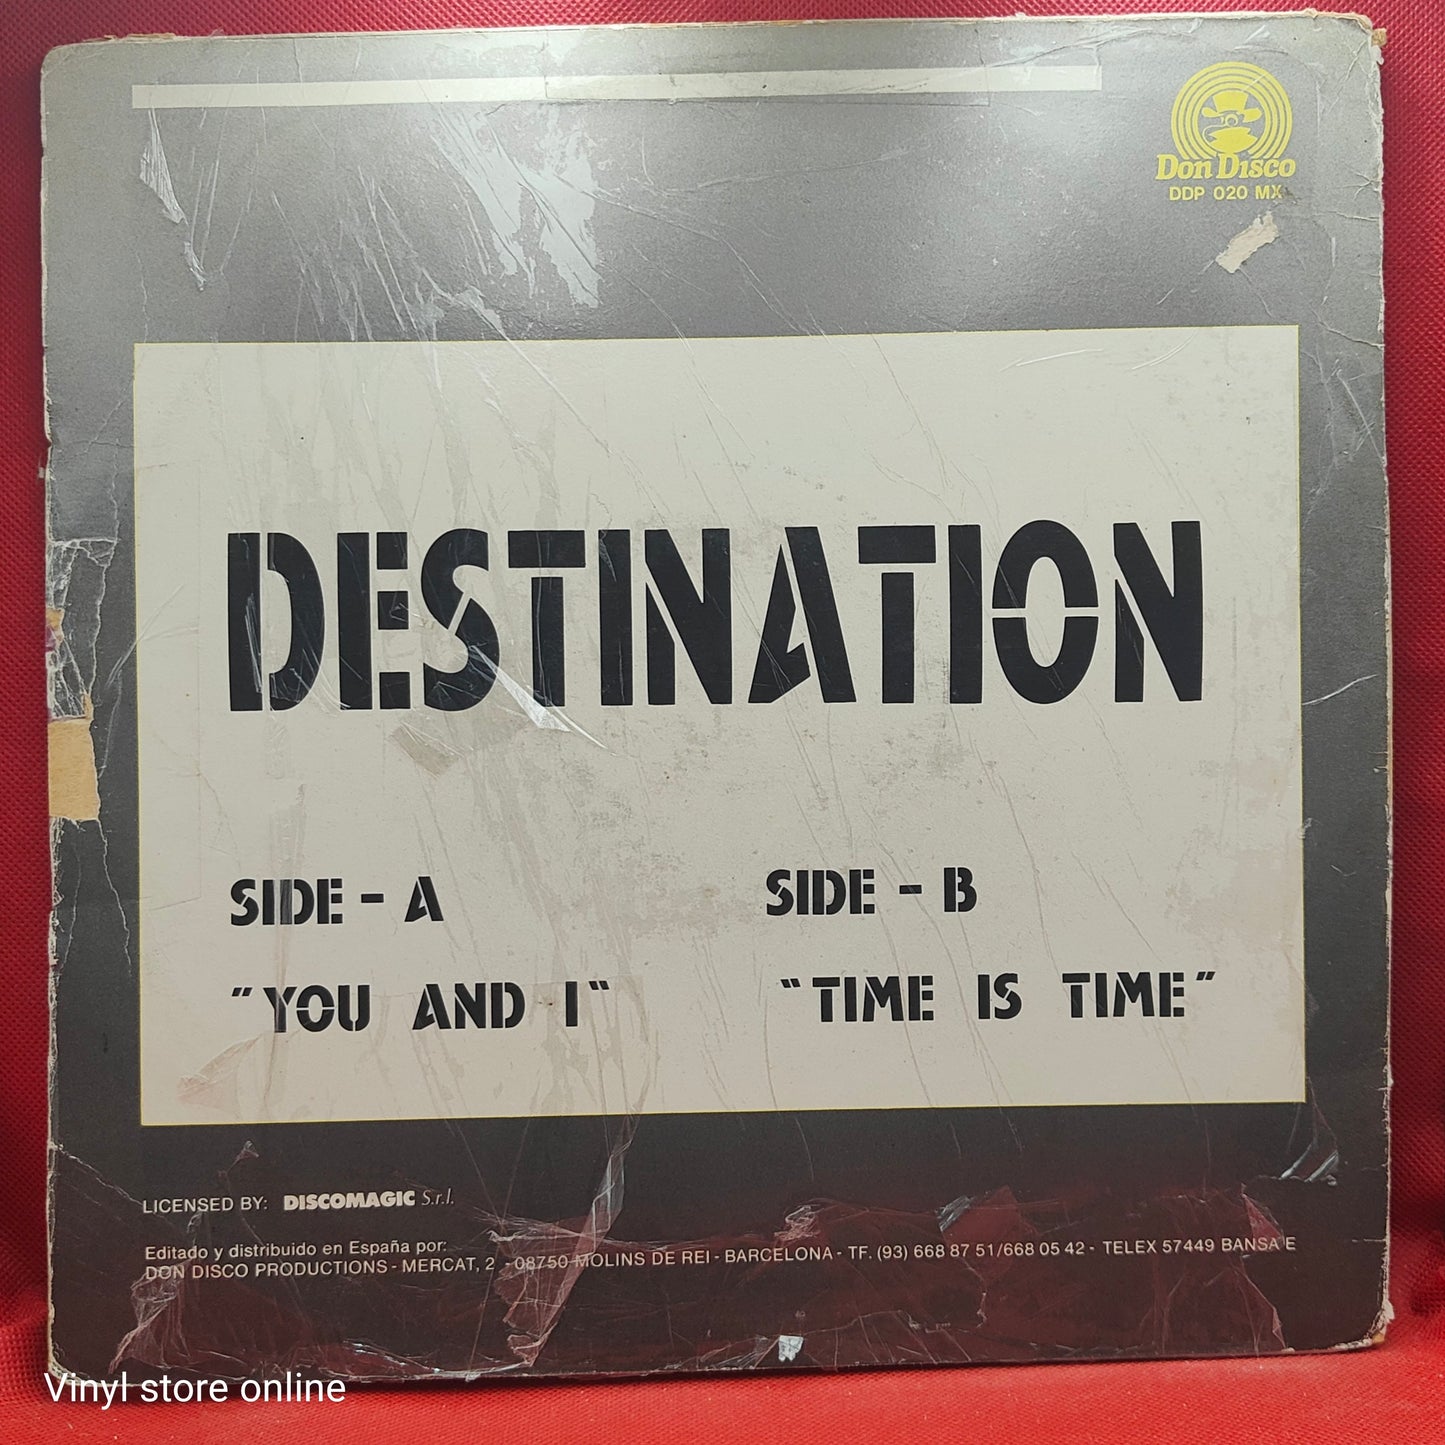 Don Disco
DDP 020 MX
DESTINATION
SIDE - A
SIDE - B
"YOU AND I"
"TIME IS TIME"
LICENSED BY: DISCOMAGIC S.r.l.
Editado y distribuido en España por:
DON DISCO PRODUCTIONS - MERCAT, 2 - 08750 MOLINS DE REI - BARCELONA - TF. (93) 668 87 51/668 05 42 - TELEX 57449 BANSA E
Vinyl store online